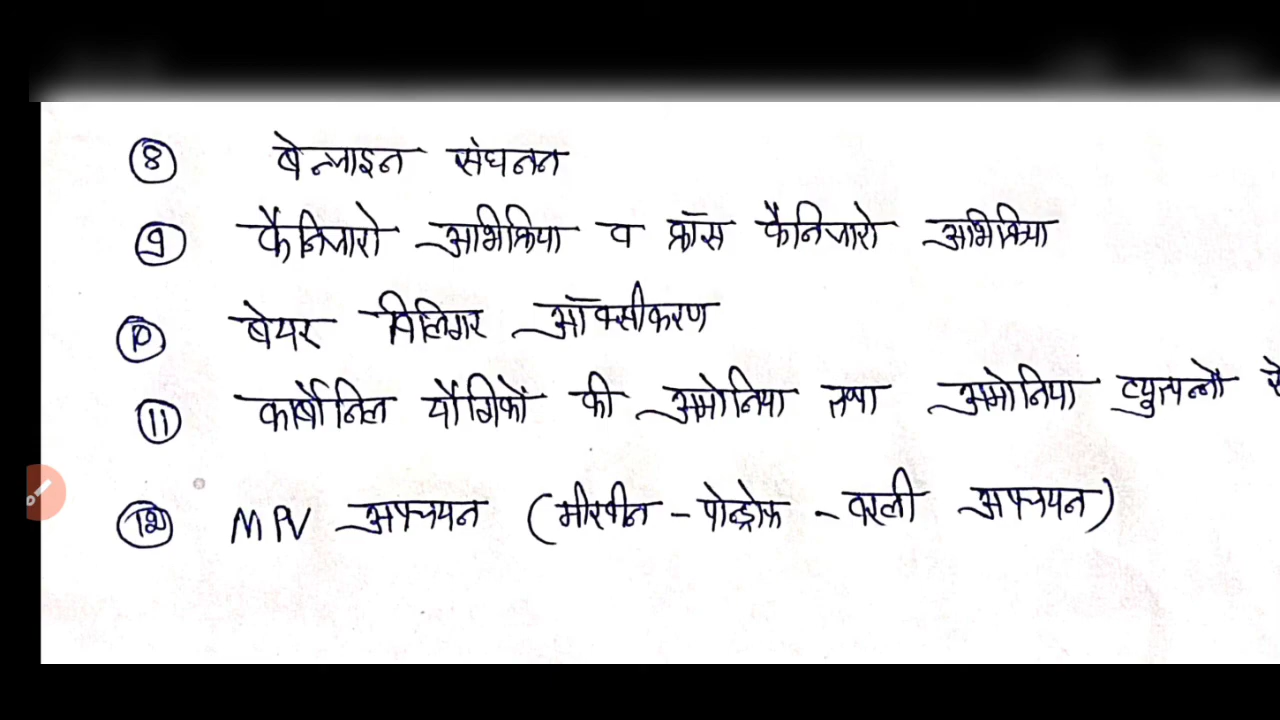 8 बेन्जाइन संघनन
9 कैनिजारो अभिक्रिया व क्रॉस कैनिजारो अभिक्रिया
10 बेयर विलिगर ऑक्सीकरण
11 कार्बोनिल यौगिकों की अमोनिया तथा अमोनिया व्युत्पन्नो से
12 MPV अपचयन (मीरवीन - पोन्ड्रोफ - वरली अपचयन)